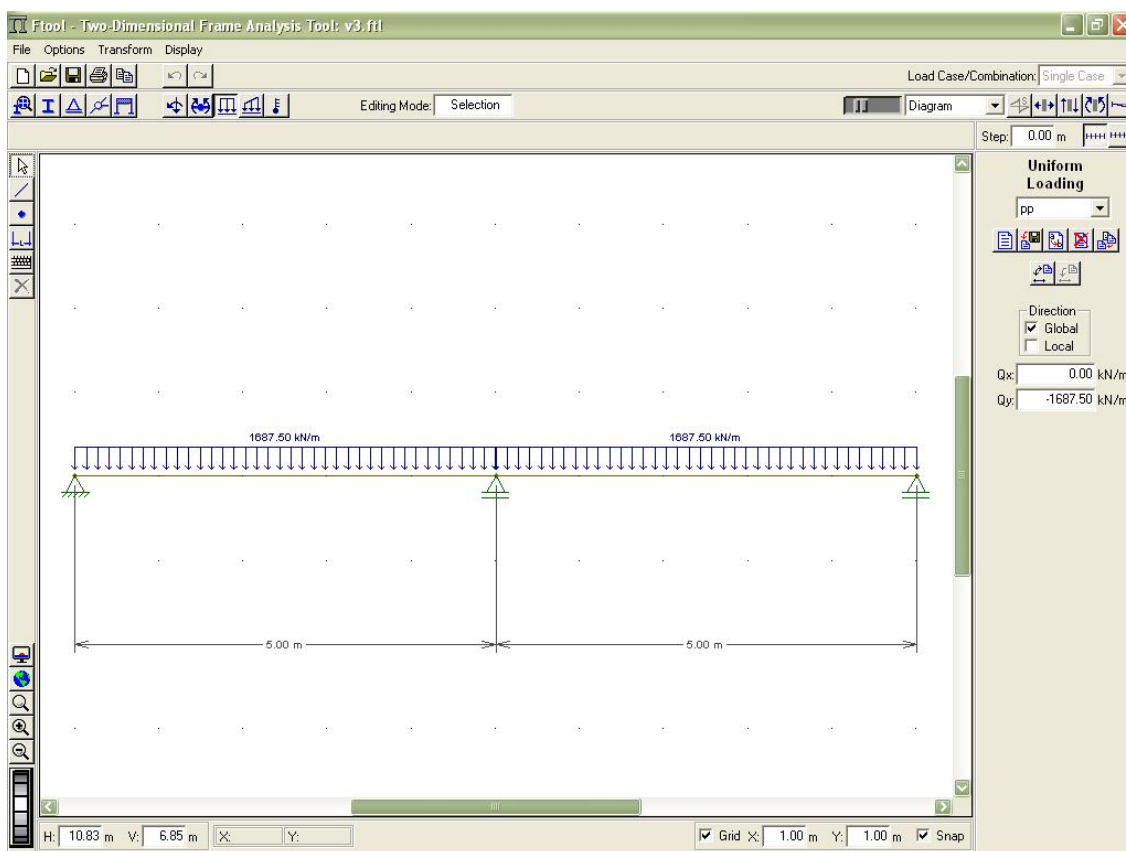 Ftool - Two-Dimensional Frame Analysis Tool: v3.ftl
File Options Transform Display
Load Case/Combination: Single Case
Editing Mode: Selection
Diagram
Step: 0.00 m
Uniform
Loading
pp
Direction
Global
Local
Qx: 0.00 kN/m
Qy: -1687.50 kN/m
1687.50 kN/m 1687.50 kN/m
5.00 m 5.00 m
H: 10.83 m V: 6.85 m X: Y: Grid X: 1.00 m Y: 1.00 m Snap